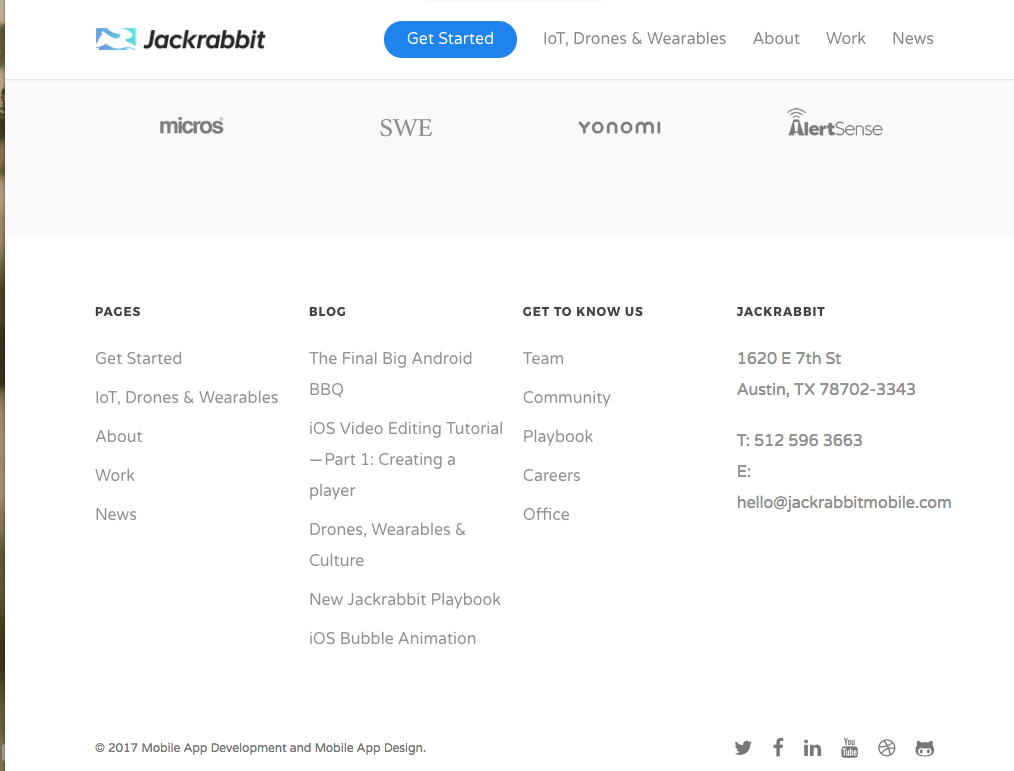 Jackrabbit
Get Started
IoT, Drones & Wearables
About
Work
News
micros
SWE
YONOMI
AlertSense
PAGES
Get Started
IoT, Drones & Wearables
About
Work
News
BLOG
The Final Big Android
BBQ
iOS Video Editing Tutorial
—Part 1: Creating a
player
Drones, Wearables &
Culture
New Jackrabbit Playbook
iOS Bubble Animation
GET TO KNOW US
Team
Community
Playbook
Careers
Office
JACKRABBIT
1620 E 7th St
Austin, TX 78702-3343
T: 512 596 3663
E:
hello@jackrabbitmobile.com
© 2017 Mobile App Development and Mobile App Design.
You
Tube